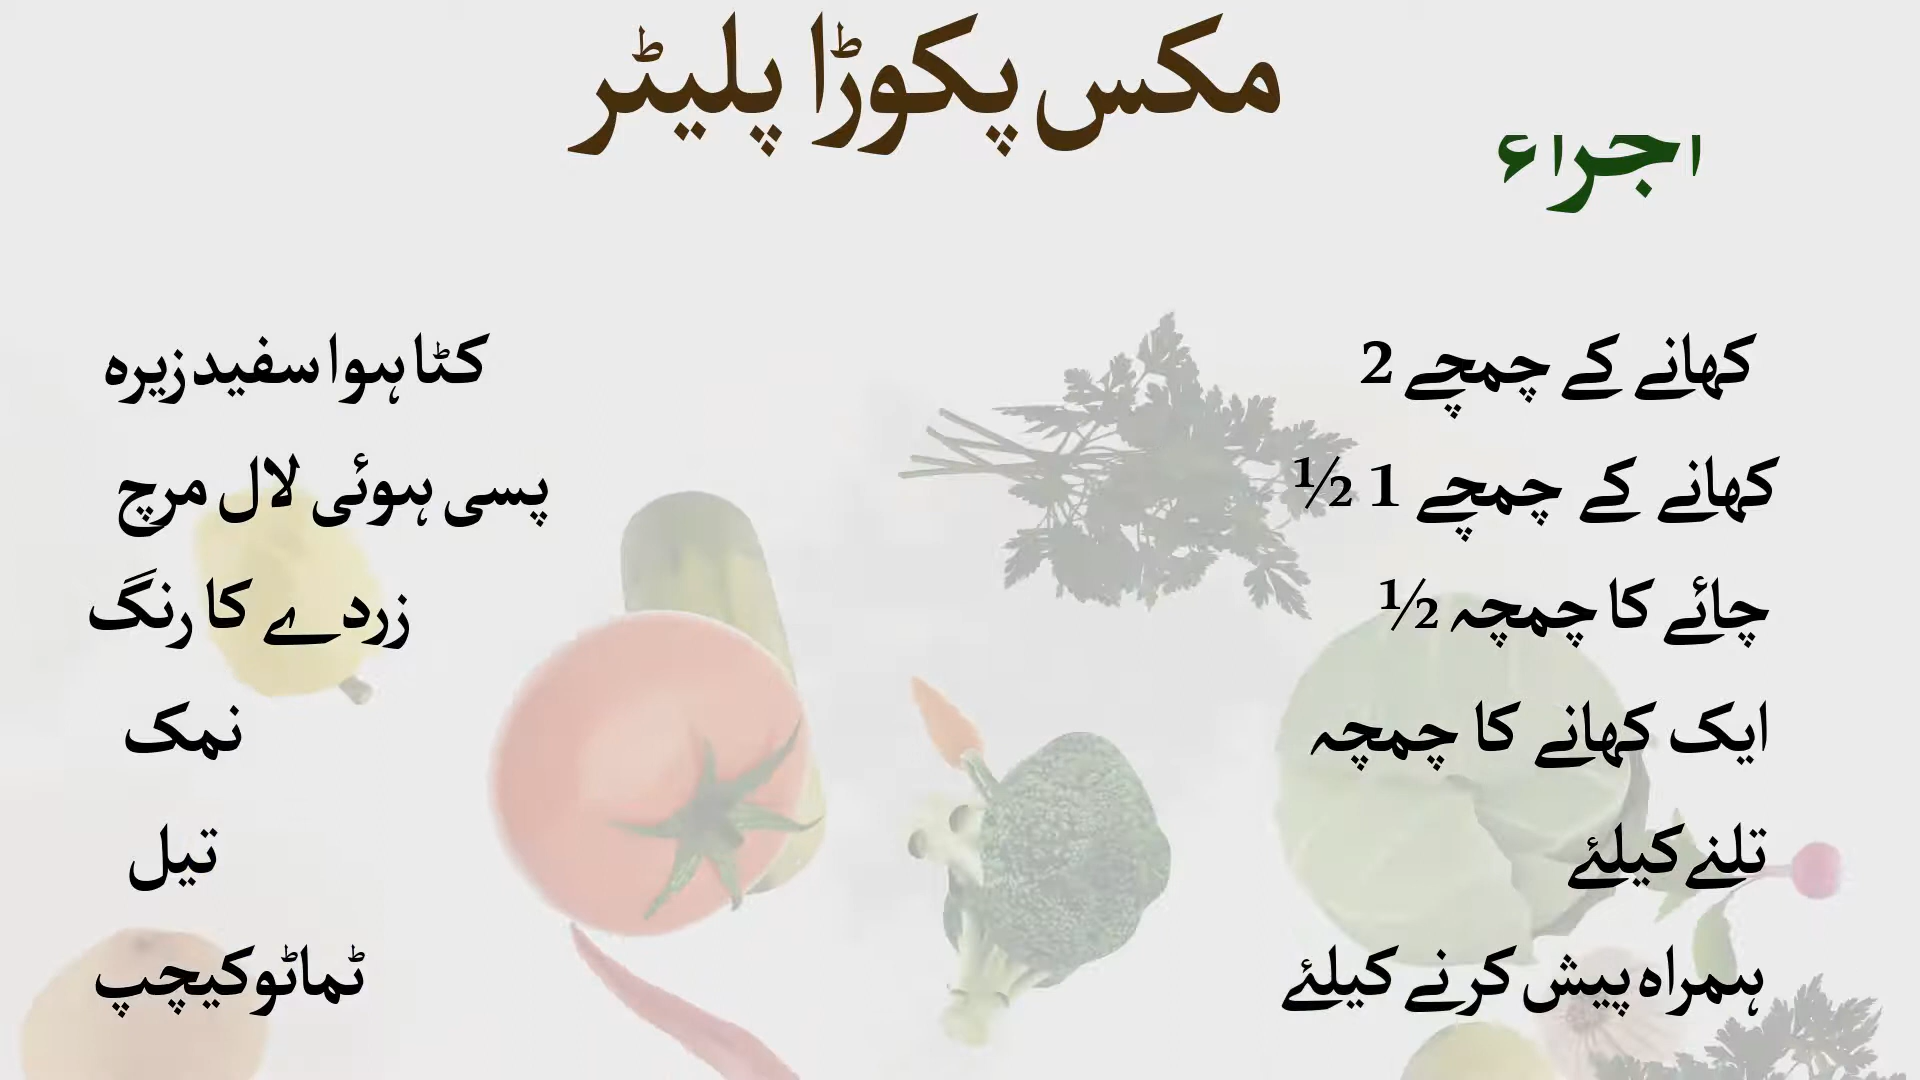 مکس پکوڑا پلیٹر
اجزاء
کھانے کے چمچے 2 کٹا ہوا سفید زیرہ
کھانے کے چمچے 1 ½ پسی ہوئی لال مرچ
چائے کا چمچہ ½ زردے کا رنگ
ایک کھانے کا چمچہ نمک
تلنے کیلئے تیل
ہمراہ پیش کرنے کیلئے ٹماٹو کیچپ